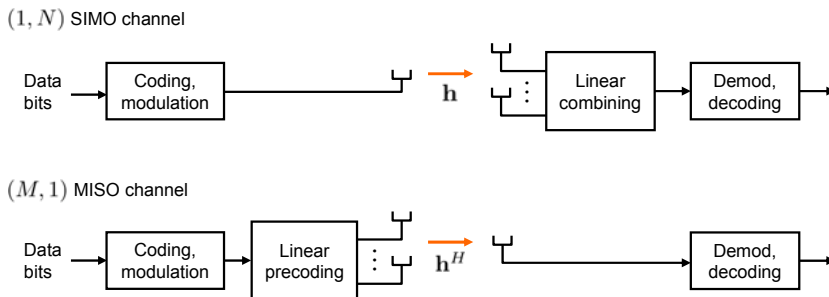 (1, N) SIMO channel
Data bits
Coding, modulation
h
Linear combining
Demod, decoding
(M, 1) MISO channel
Data bits
Coding, modulation
Linear precoding
h^H
Demod, decoding